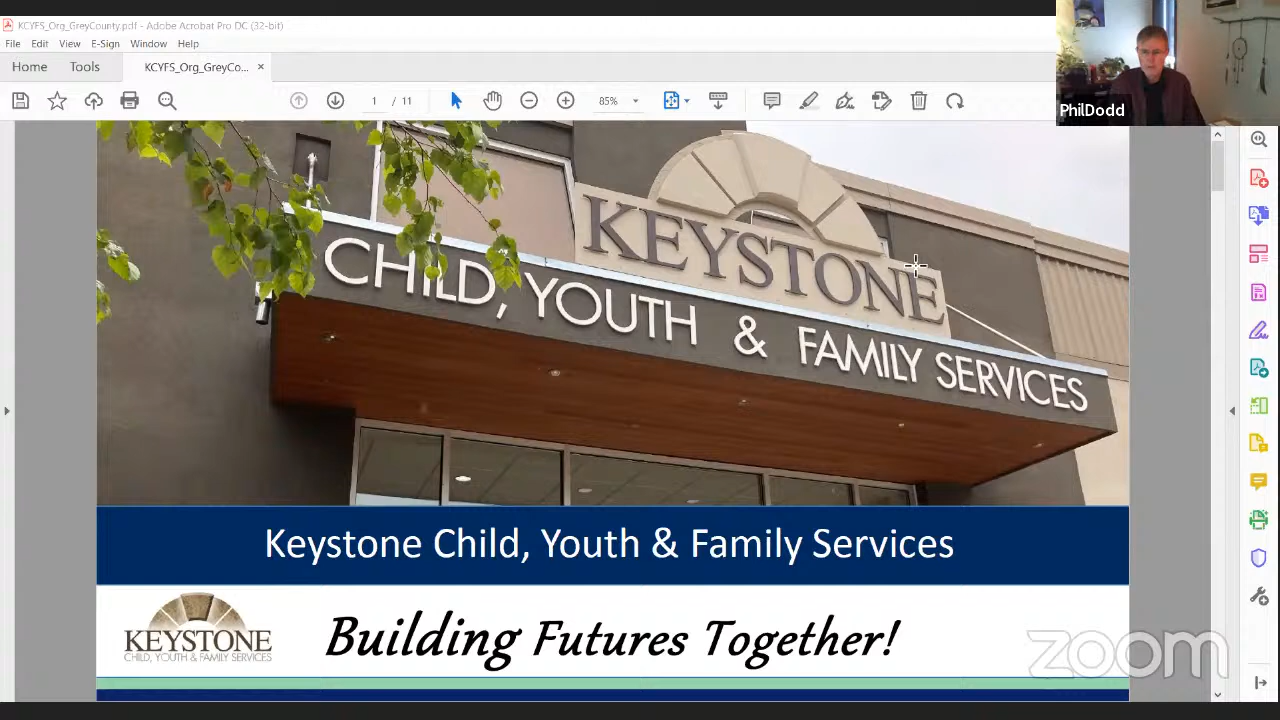 KCYFS_Org_GreyCounty.pdf - Adobe Acrobat Pro DC (32-bit)
File Edit View E-Sign Window Help
Home Tools KCYFS_Org_GreyCo... ×
1 / 11 85%
PhilDodd
KEYSTONE
CHILD, YOUTH & FAMILY SERVICES
Keystone Child, Youth & Family Services
KEYSTONE
CHILD, YOUTH & FAMILY SERVICES
Building Futures Together!
zoom